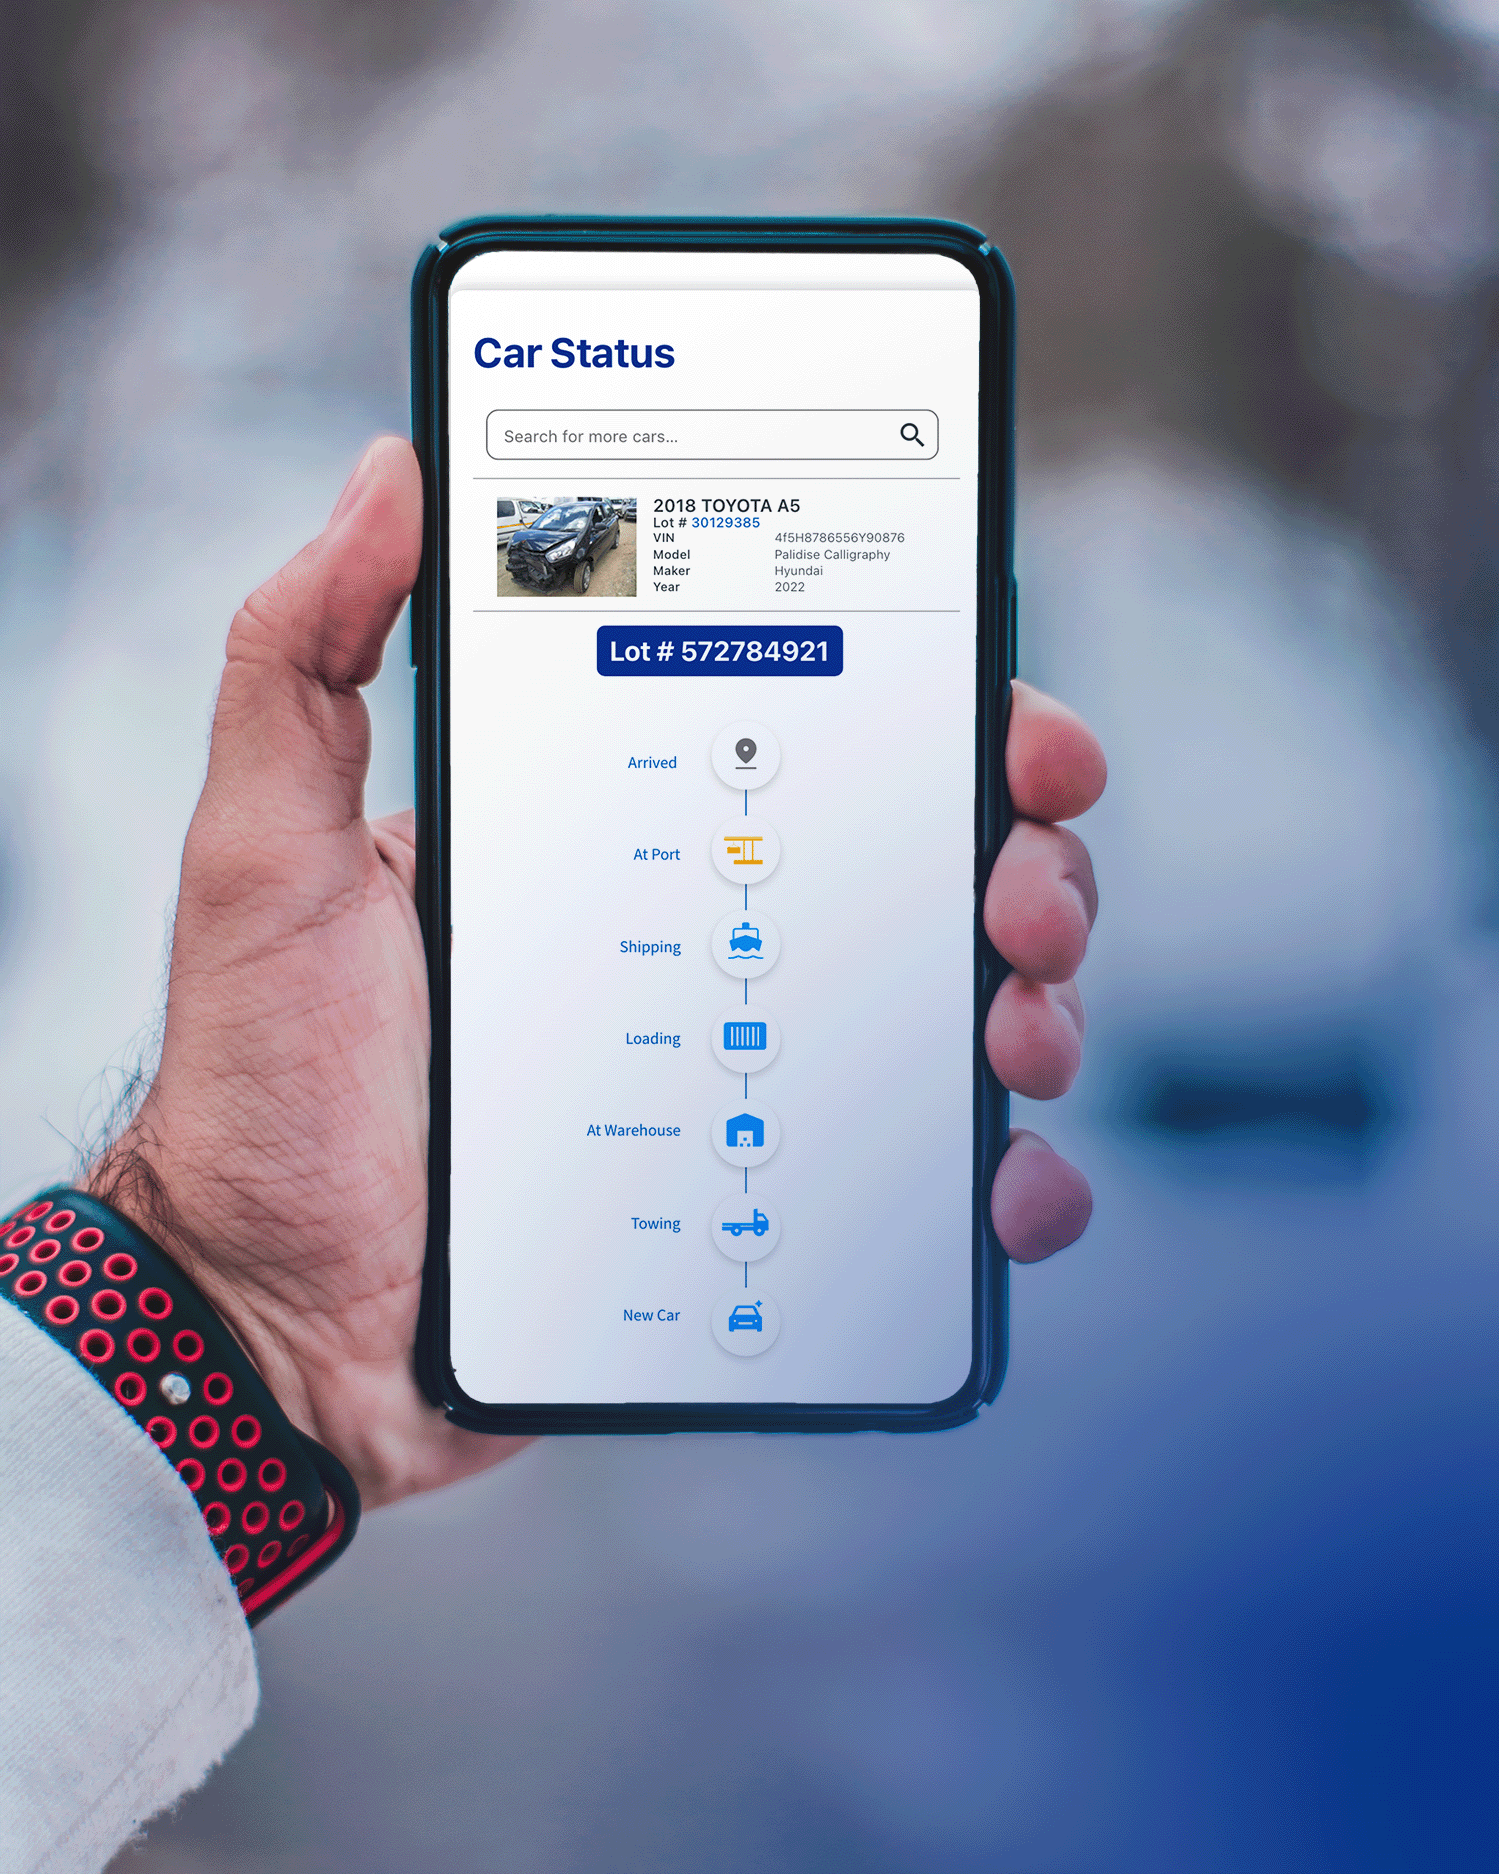 Car Status
Search for more cars...
2018 TOYOTA A5
Lot # 30129385
VIN 4f5H8786556Y90876
Model Palidise Calligraphy
Maker Hyundai
Year 2022
Lot # 572784921
Arrived
At Port
Shipping
Loading
At Warehouse
Towing
New Car